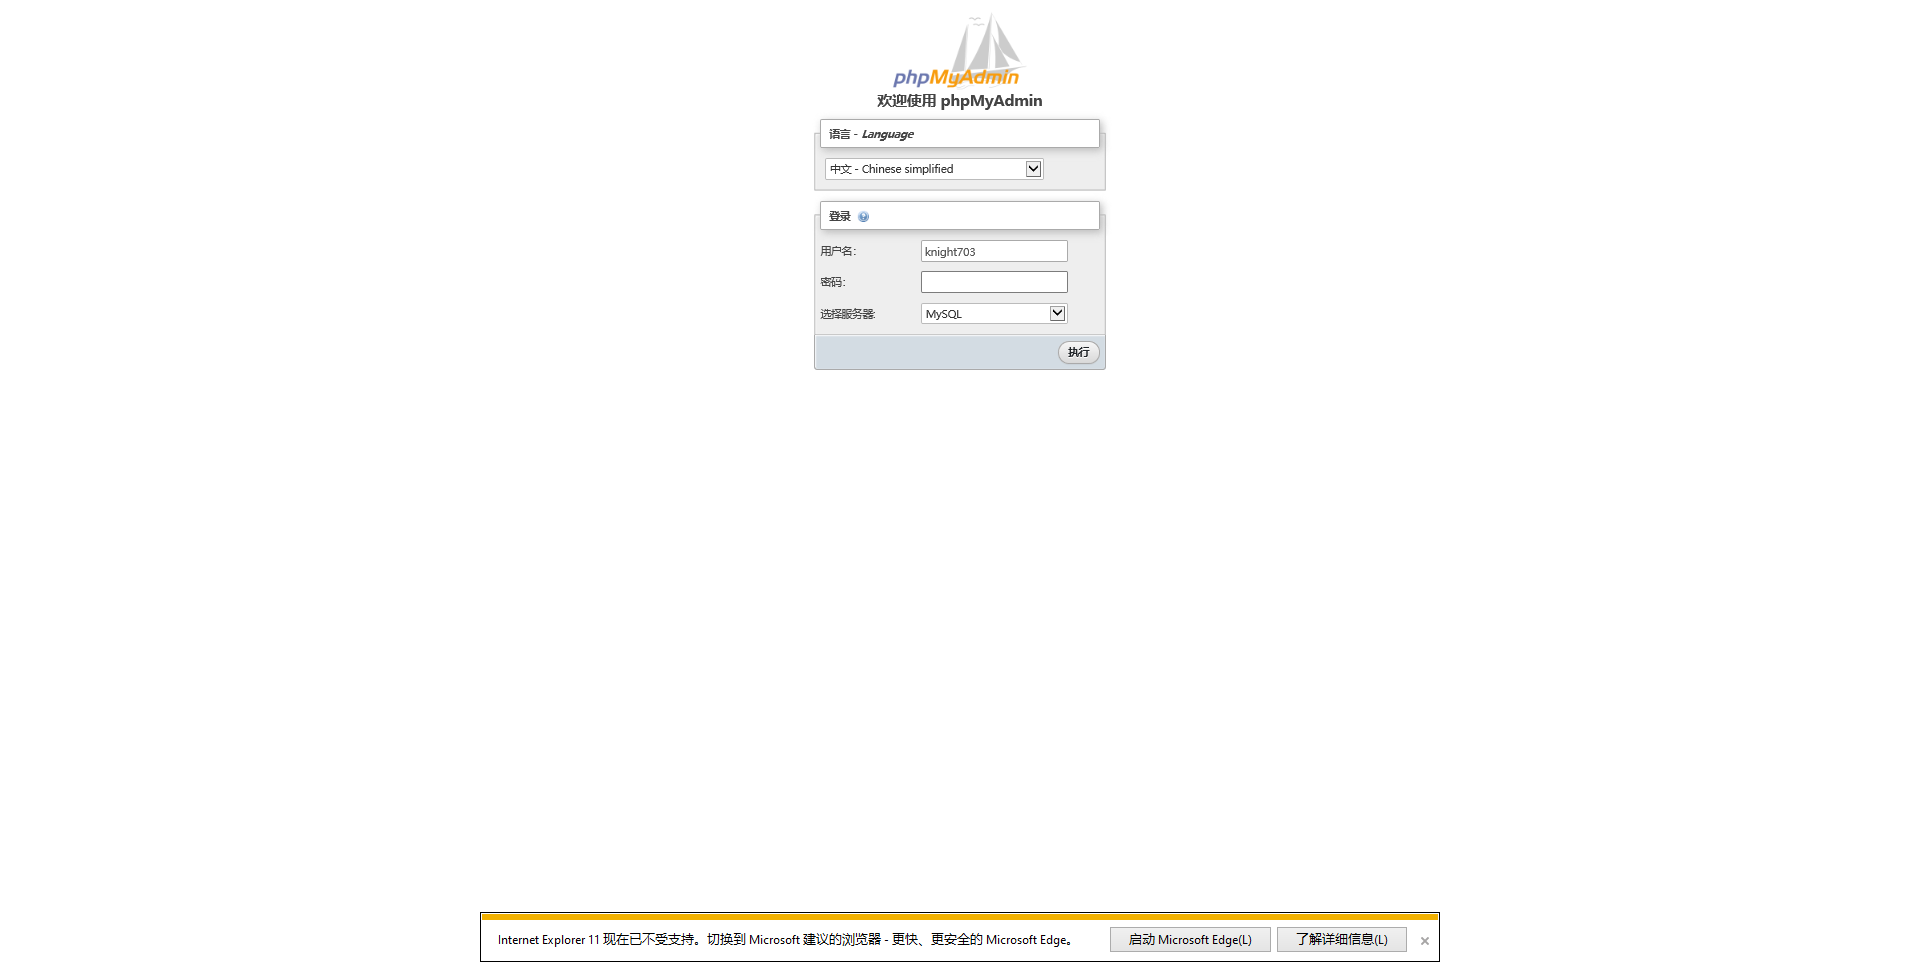 phpMyAdmin
欢迎使用 phpMyAdmin
语言 - Language
中文 - Chinese simplified
登录
用户名:
knight703
密码:
选择服务器:
MySQL
执行
Internet Explorer 11 现在已不受支持。切换到 Microsoft 建议的浏览器 - 更快、更安全的 Microsoft Edge。
启动 Microsoft Edge(L)
了解详细信息(L)